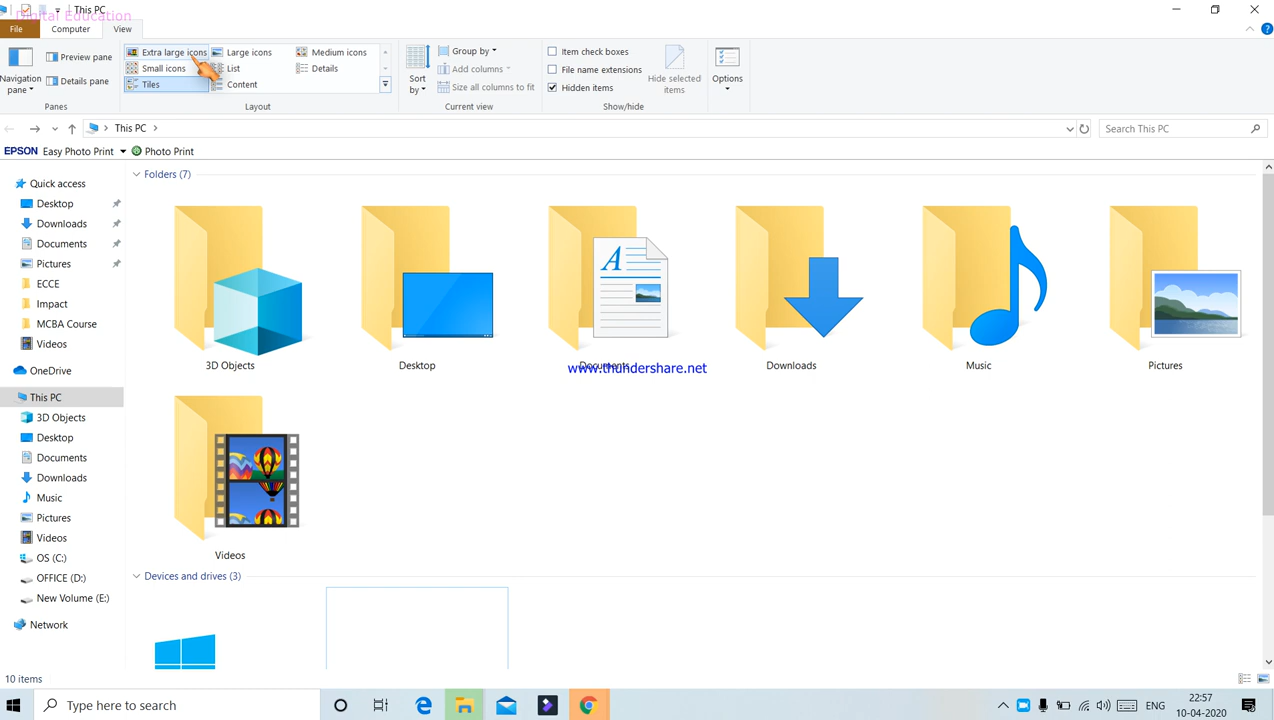 Digital Education
This PC
File Computer View
Navigation pane
Preview pane
Details pane
Panes
Extra large icons Large icons Medium icons
Small icons List Details
Tiles Content
Layout
Sort by
Group by
Add columns
Size all columns to fit
Current view
Item check boxes
File name extensions
Hidden items
Hide selected items
Show/hide
Options
This PC
Search This PC
EPSON Easy Photo Print Photo Print
Quick access
Desktop
Downloads
Documents
Pictures
ECCE
Impact
MCBA Course
Videos
OneDrive
This PC
3D Objects
Desktop
Documents
Downloads
Music
Pictures
Videos
OS (C:)
OFFICE (D:)
New Volume (E:)
Network
Folders (7)
3D Objects Desktop Documents Downloads Music Pictures
www.thundershare.net
Videos
Devices and drives (3)
10 items
Type here to search
ENG
22:57
10-04-2020